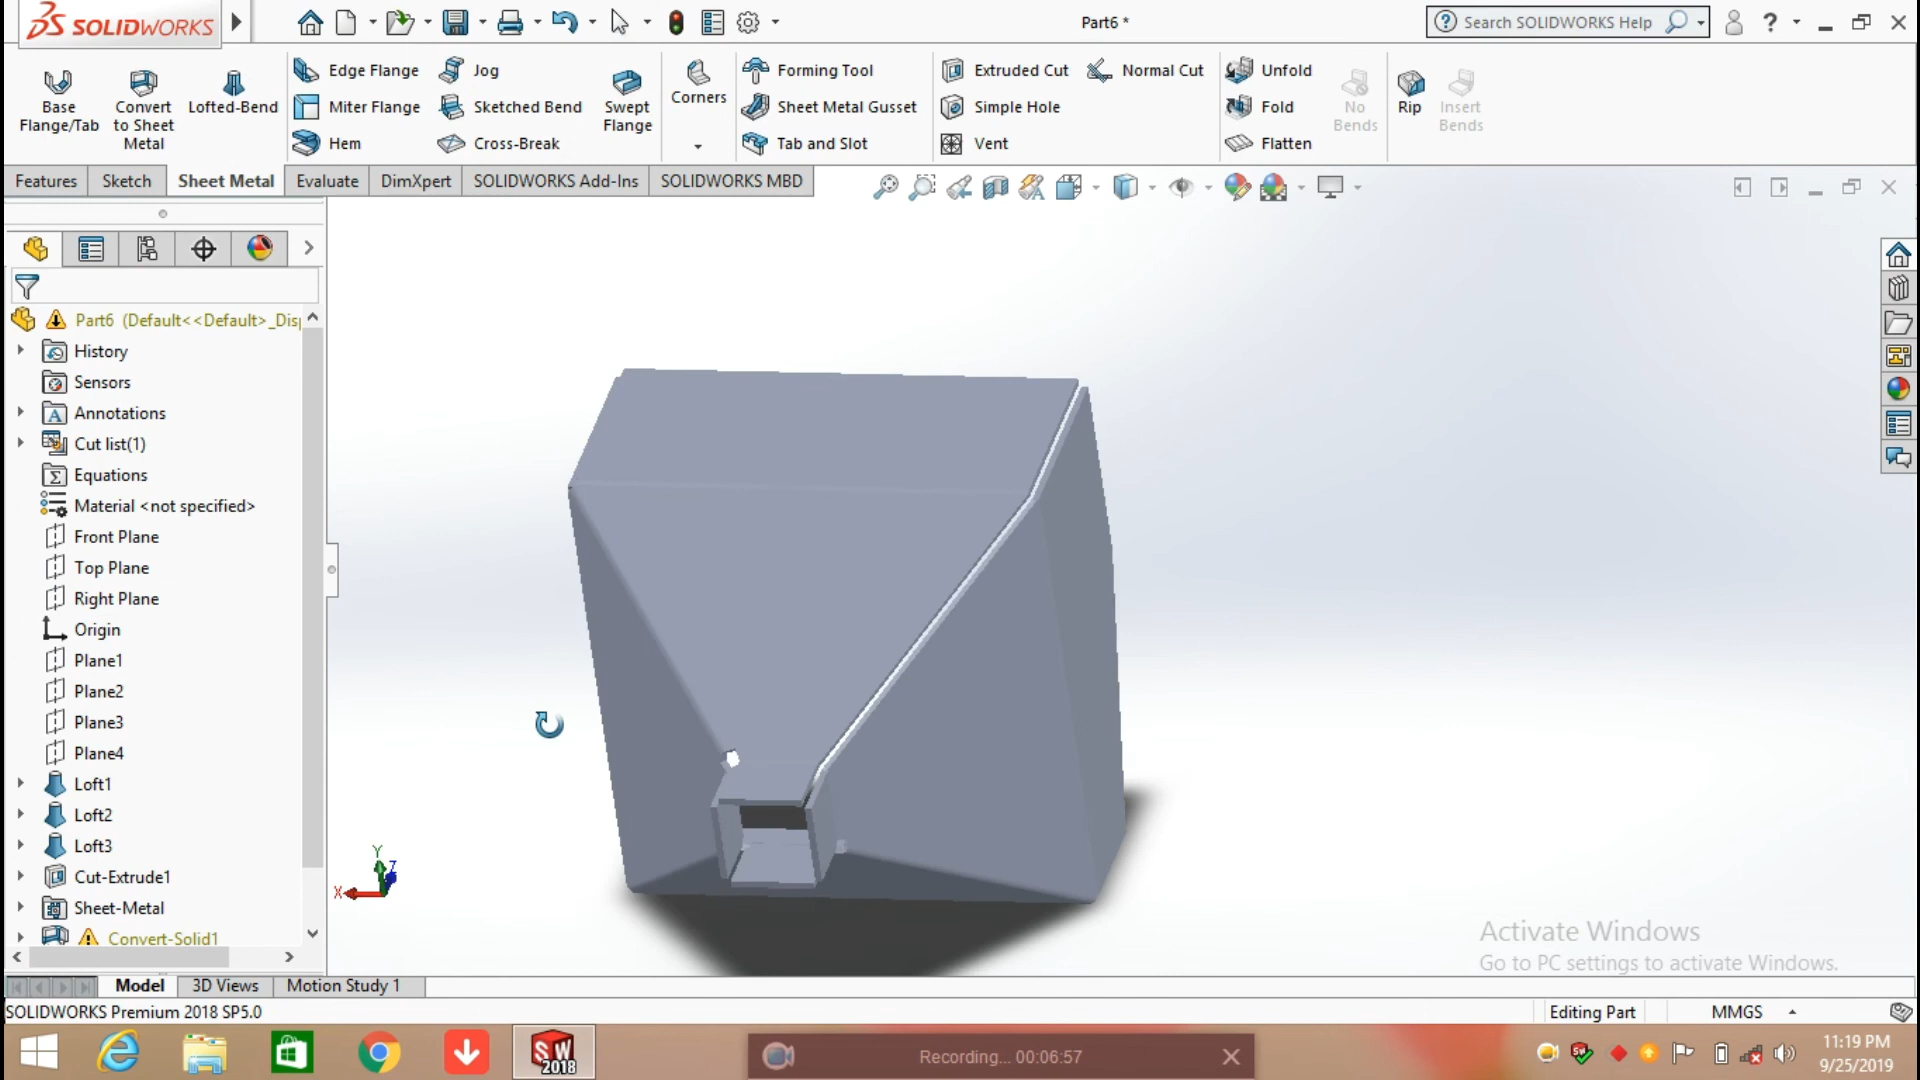 SOLIDWORKS
Part6 *
Search SOLIDWORKS Help
Base Flange/Tab
Convert to Sheet Metal
Lofted-Bend
Edge Flange
Miter Flange
Hem
Jog
Sketched Bend
Cross-Break
Swept Flange
Corners
Forming Tool
Sheet Metal Gusset
Tab and Slot
Extruded Cut
Simple Hole
Vent
Normal Cut
Unfold
Fold
Flatten
No Bends
Rip
Insert Bends
Features
Sketch
Sheet Metal
Evaluate
DimXpert
SOLIDWORKS Add-Ins
SOLIDWORKS MBD
Part6 (Default<<Default>_Disp
History
Sensors
Annotations
Cut list(1)
Equations
Material <not specified>
Front Plane
Top Plane
Right Plane
Origin
Plane1
Plane2
Plane3
Plane4
Loft1
Loft2
Loft3
Cut-Extrude1
Sheet-Metal
Convert-Solid1
Y
Z
X
Activate Windows
Go to PC settings to activate Windows.
Model
3D Views
Motion Study 1
SOLIDWORKS Premium 2018 SP5.0
Editing Part
MMGS
SW 2018
Recording... 00:06:57
11:19 PM
9/25/2019